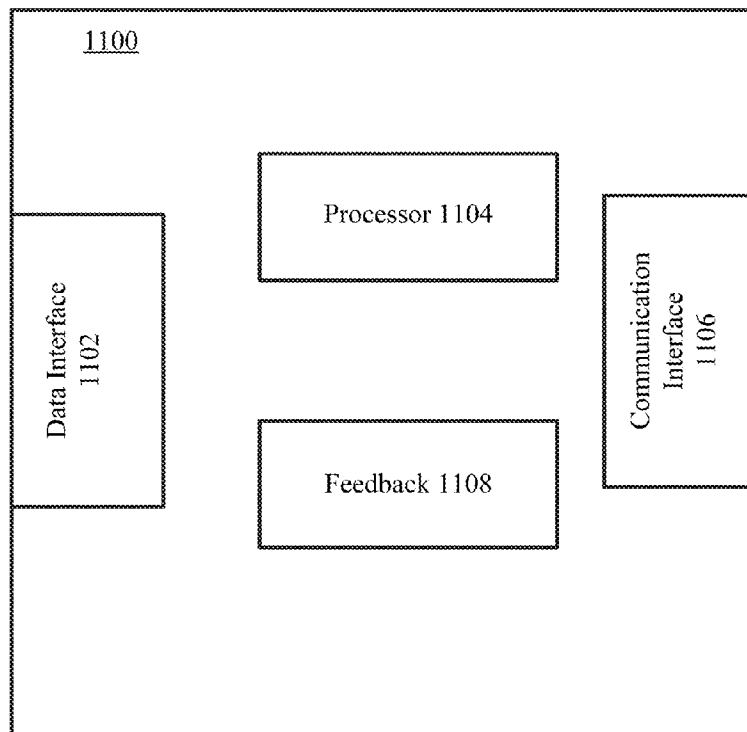 1100
Processor 1104
Data Interface
1102
Communication
Interface
1106
Feedback 1108